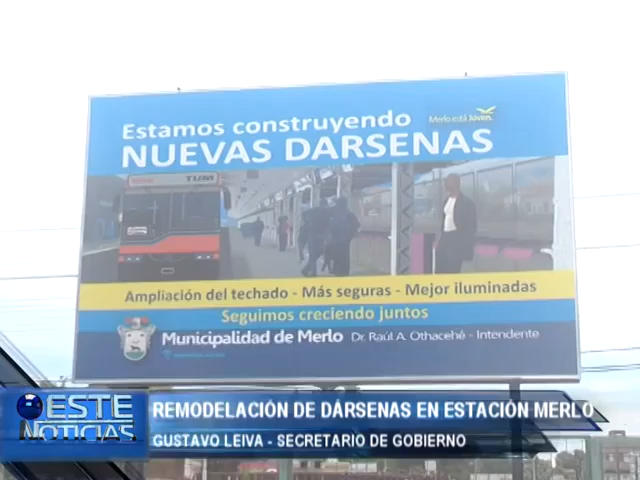 Estamos construyendo
Merlo está Joven.
NUEVAS DARSENAS
TUM
Ampliación del techado - Más seguras - Mejor iluminadas
Seguimos creciendo juntos
Municipalidad de Merlo Dr. Raúl A. Othacehé - Intendente
ESTE
NOTICIAS
REMODELACIÓN DE DÁRSENAS EN ESTACIÓN MERLO
GUSTAVO LEIVA - SECRETARIO DE GOBIERNO